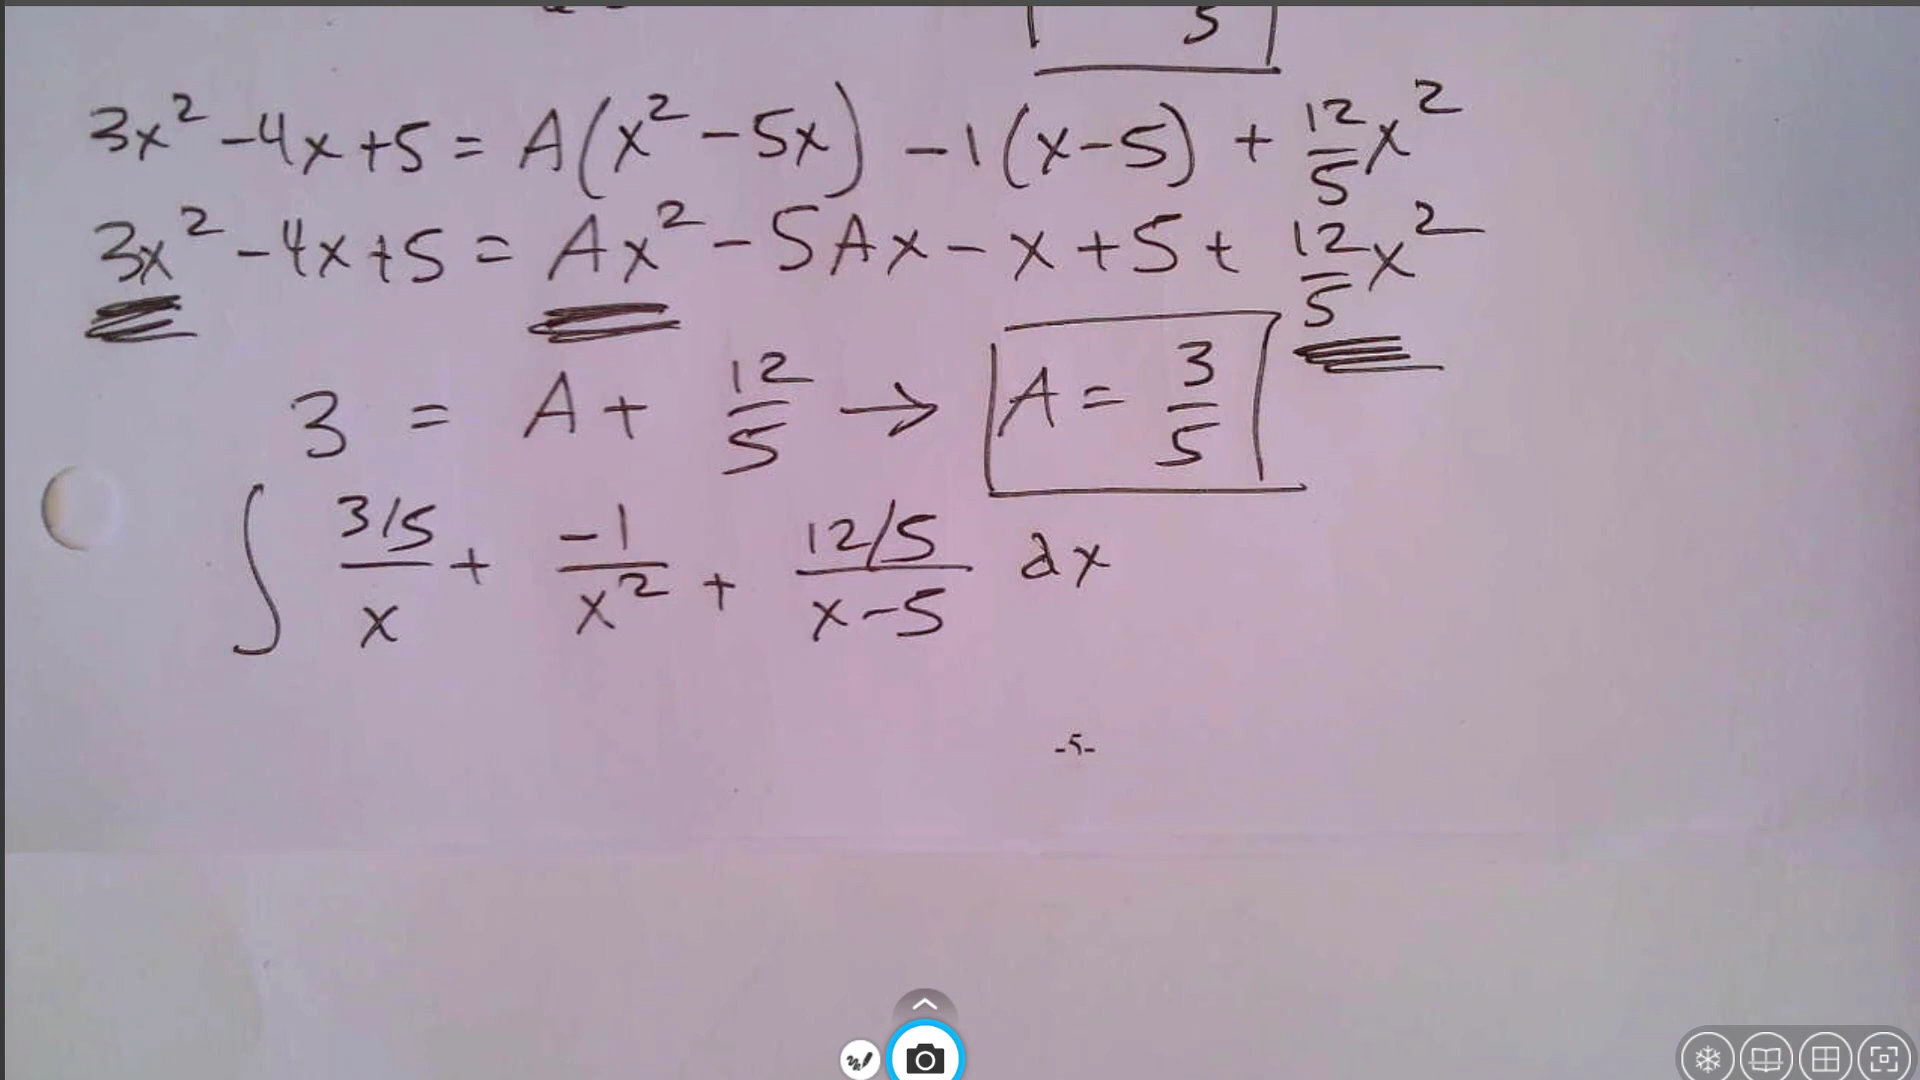 5
3x² -4x+5 = A(x² -5x) -1(x-5) + 12/5 x²
3x² -4x+5 = Ax² -5Ax - x +5 + 12/5 x²
3 = A + 12/5 → A = 3/5
∫ (3/5)/x + -1/x² + (12/5)/(x-5) dx
-5-